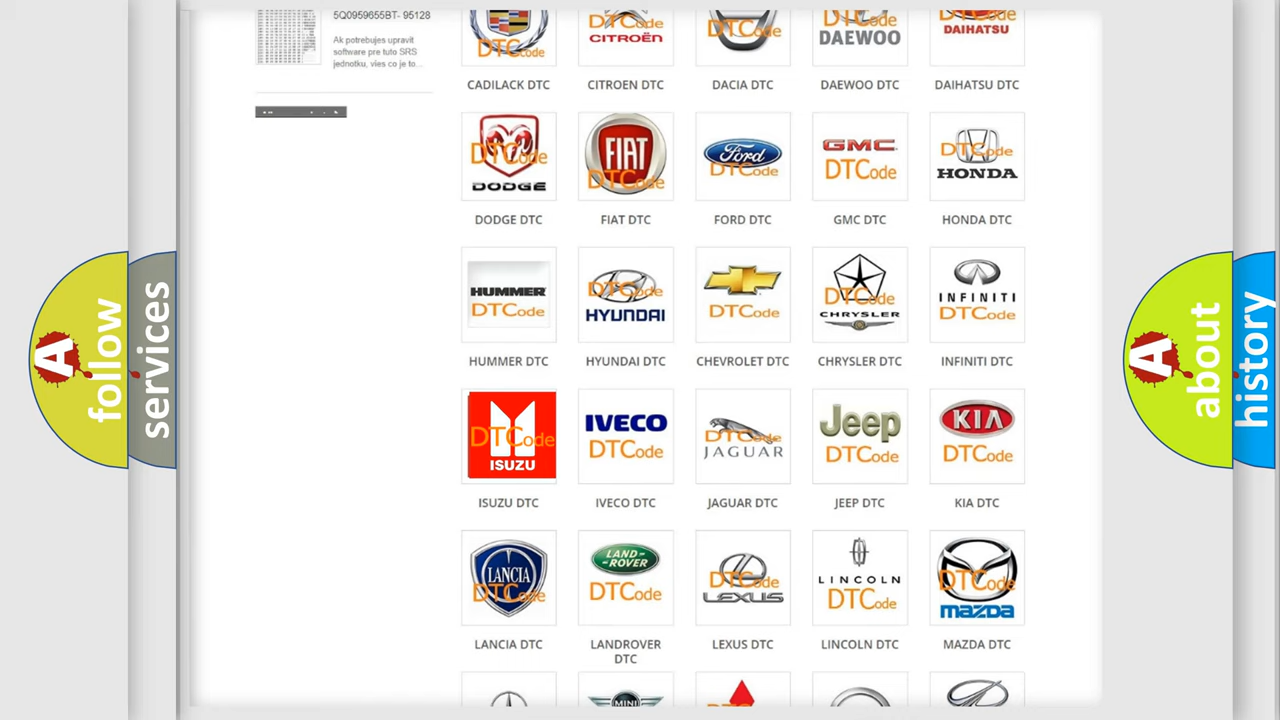 5Q0959655BT- 95128
Ak potrebujes upravit
software pre tuto SRS
jednotku, vies co je to...
DTCode
DTCode
CITROËN
DTCode
DAEWOO
DAIHATSU
CADILACK DTC
CITROEN DTC
DACIA DTC
DAEWOO DTC
DAIHATSU DTC
DTCode
DODGE
FIAT
DTCode
Ford
DTCode
GMC
DTCode
DTCode
HONDA
DODGE DTC
FIAT DTC
FORD DTC
GMC DTC
HONDA DTC
HUMMER
DTCode
DTCode
HYUNDAI
DTCode
DTCode
CHRYSLER
INFINITI
DTCode
HUMMER DTC
HYUNDAI DTC
CHEVROLET DTC
CHRYSLER DTC
INFINITI DTC
DTCode
ISUZU
IVECO
DTCode
DTCode
JAGUAR
Jeep
DTCode
KIA
DTCode
ISUZU DTC
IVECO DTC
JAGUAR DTC
JEEP DTC
KIA DTC
LANCIA
DTCode
LAND-
ROVER
DTCode
DTCode
LEXUS
LINCOLN
DTCode
DTCode
mazda
LANCIA DTC
LANDROVER
DTC
LEXUS DTC
LINCOLN DTC
MAZDA DTC
MINI
A
follow
services
A
about
history